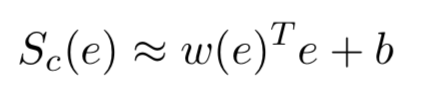 S_c(e) ≈ w(e)^T e + b